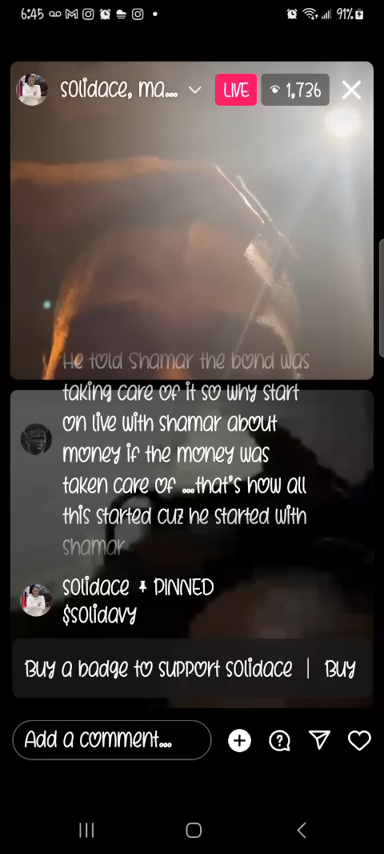 6:45
91%
solidace, ma...
LIVE
1,736
He told Shamar the bond was
taking care of it so why start
on live with shamar about
money if the money was
taken care of ...that's how all
this started cuz he started with
shamar
solidace PINNED
$solidavy
Buy a badge to support solidace | Buy
Add a comment...